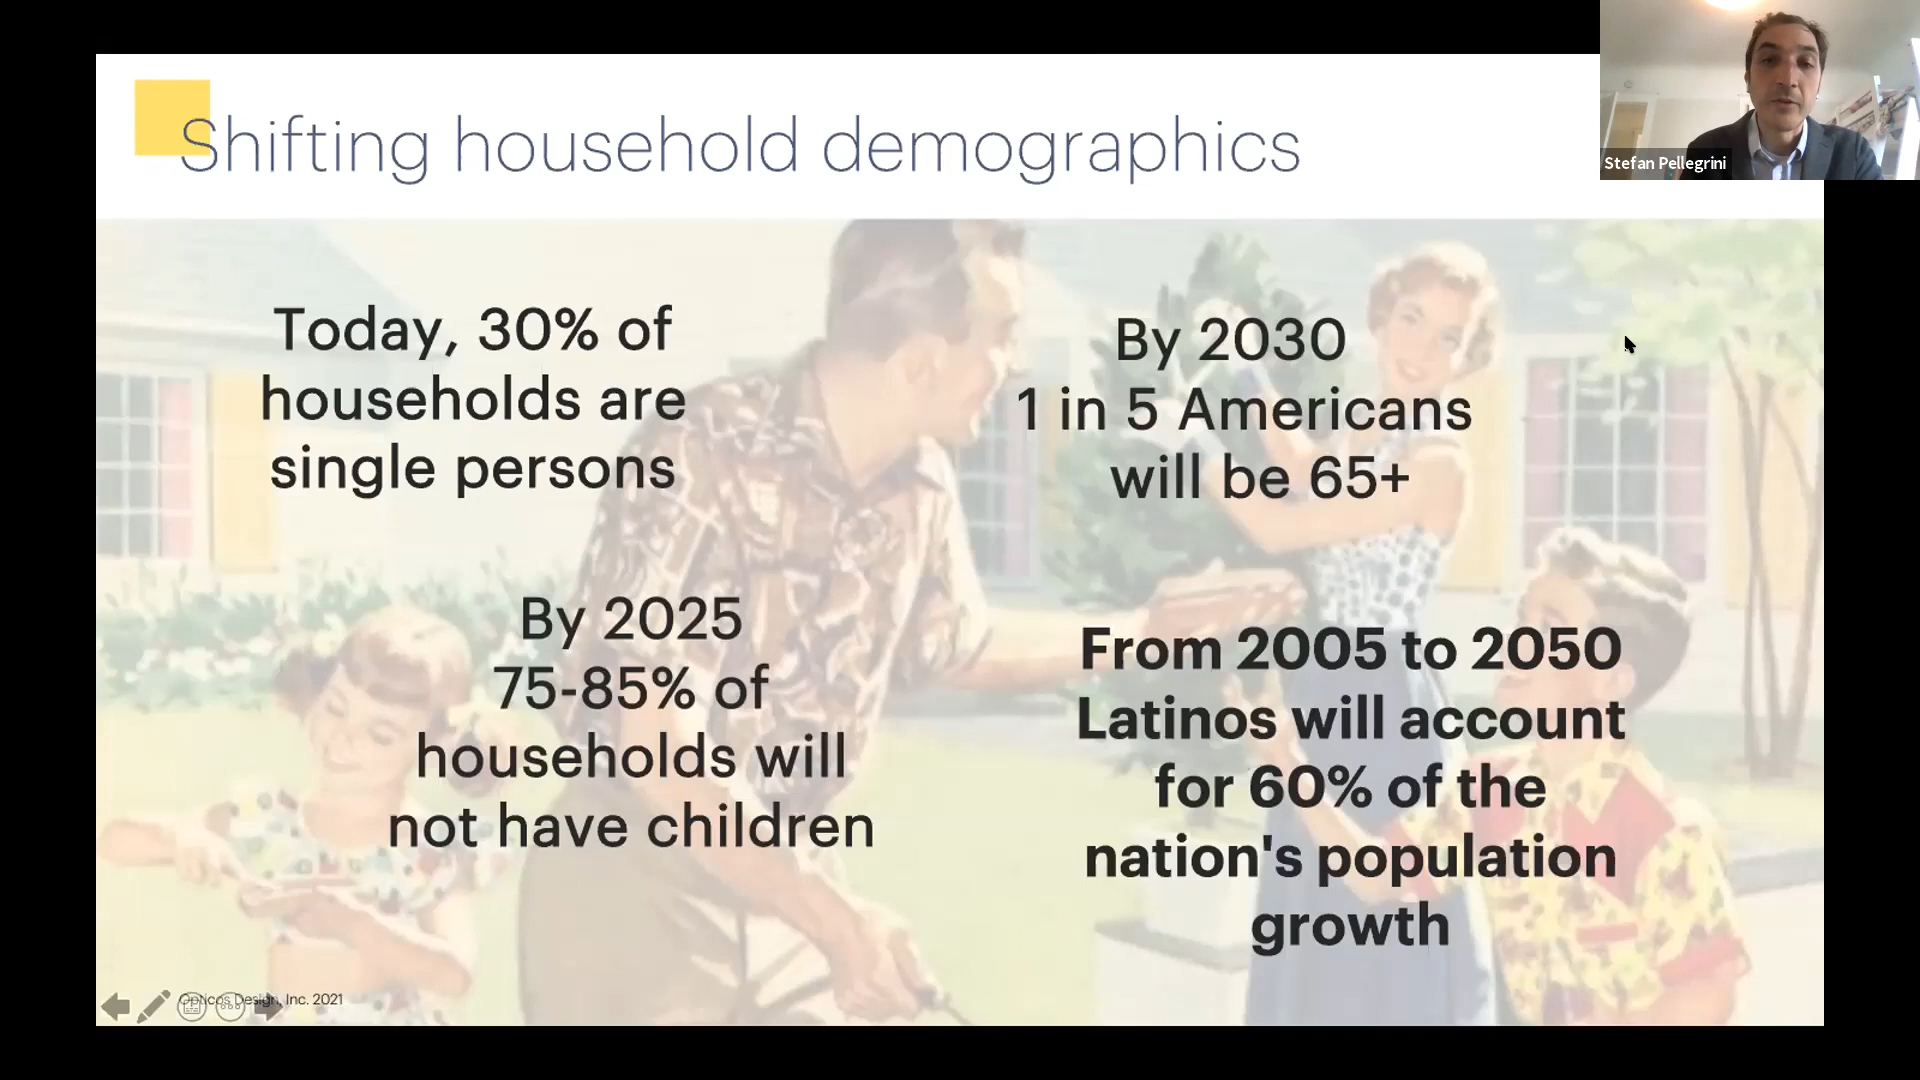 Shifting household demographics
Stefan Pellegrini
Today, 30% of
households are
single persons
By 2030
1 in 5 Americans
will be 65+
By 2025
75-85% of
households will
not have children
From 2005 to 2050
Latinos will account
for 60% of the
nation's population
growth
Opticos Design, Inc. 2021